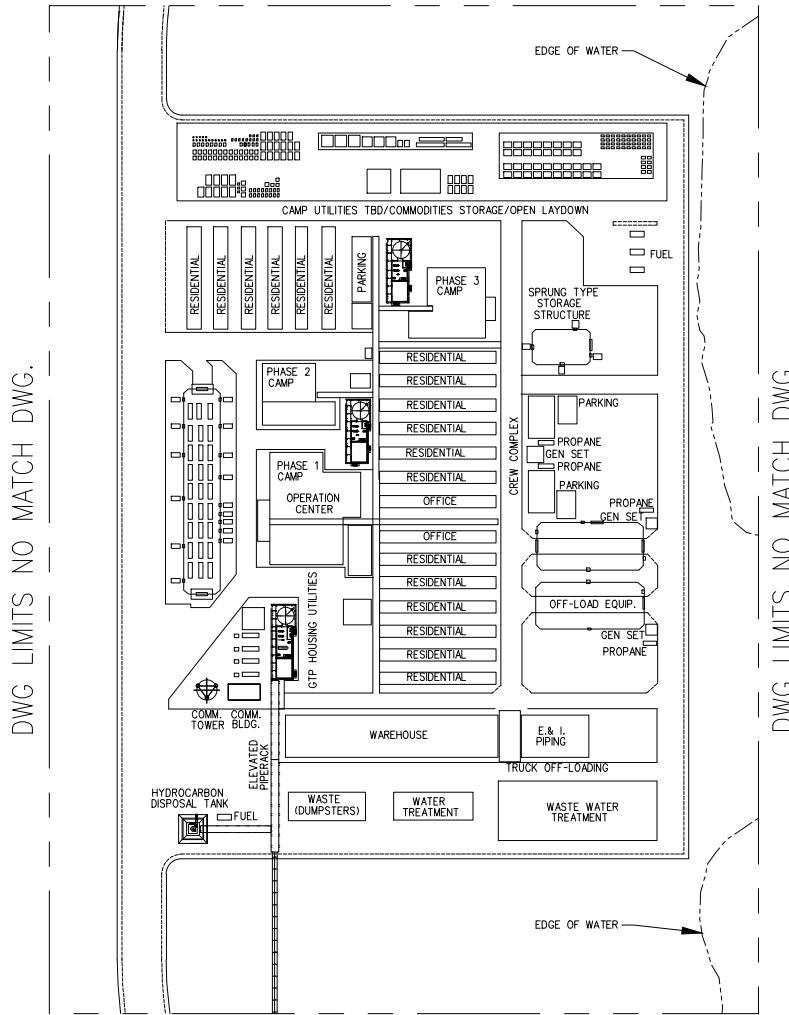 EDGE OF WATER
CAMP UTILITIES TBD/COMMODITIES STORAGE/OPEN LAYDOWN
RESIDENTIAL
RESIDENTIAL
RESIDENTIAL
RESIDENTIAL
RESIDENTIAL
RESIDENTIAL
PARKING
PHASE 3
CAMP
FUEL
SPRUNG TYPE
STORAGE
STRUCTURE
DWG LIMITS NO MATCH DWG.
DWG LIMITS NO MATCH DWG
PHASE 2
CAMP
RESIDENTIAL
RESIDENTIAL
RESIDENTIAL
RESIDENTIAL
RESIDENTIAL
RESIDENTIAL
OFFICE
CREW COMPLEX
PARKING
PROPANE
GEN SET
PROPANE
PARKING
PROPANE
GEN SET
PHASE 1
CAMP
OPERATION
CENTER
OFFICE
RESIDENTIAL
RESIDENTIAL
RESIDENTIAL
RESIDENTIAL
RESIDENTIAL
RESIDENTIAL
OFF-LOAD EQUIP.
GEN SET
PROPANE
GTP HOUSING UTILITIES
COMM.
TOWER
COMM.
BLDG.
ELEVATED
PIPERACK
WAREHOUSE
E.& I.
PIPING
TRUCK OFF-LOADING
HYDROCARBON
DISPOSAL TANK
FUEL
WASTE
(DUMPSTERS)
WATER
TREATMENT
WASTE WATER
TREATMENT
EDGE OF WATER